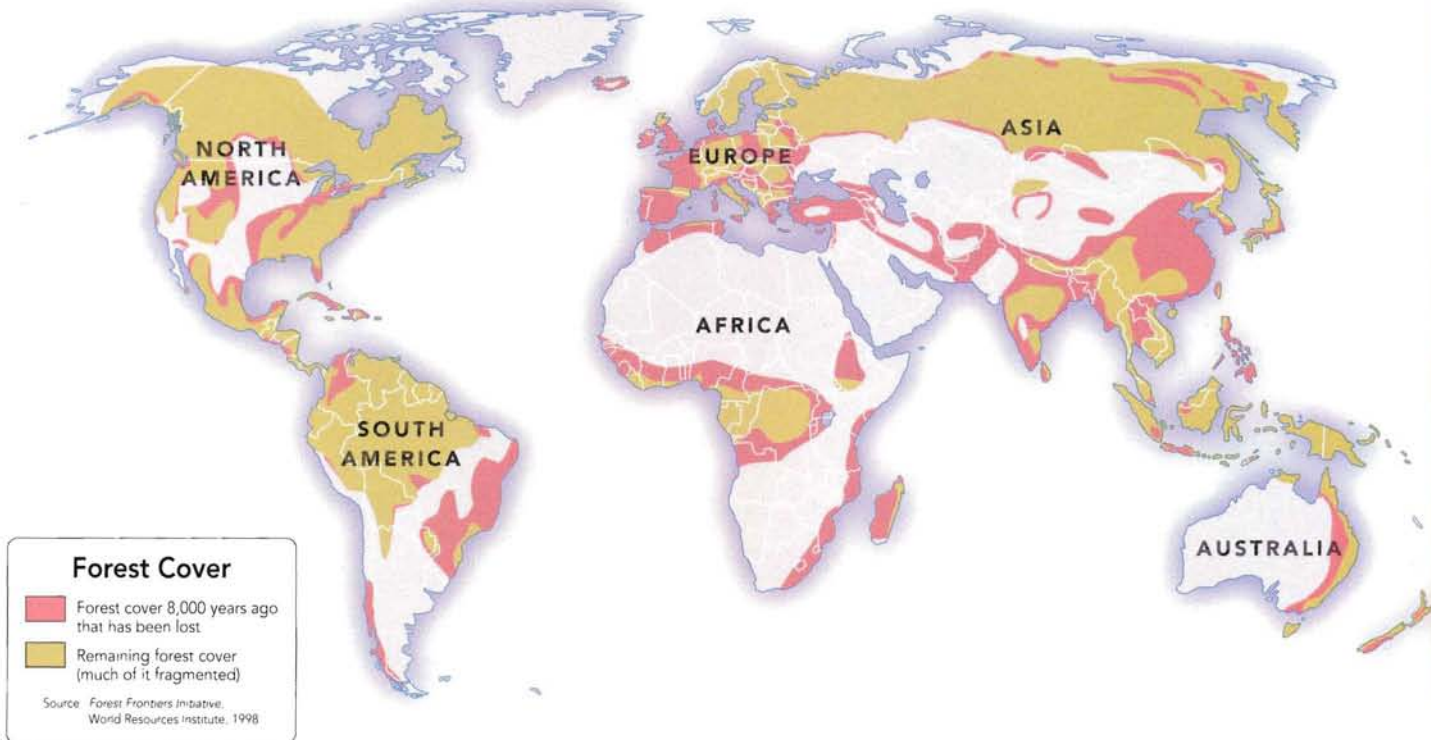 NORTH
AMERICA
EUROPE
ASIA
AFRICA
SOUTH
AMERICA
AUSTRALIA
Forest Cover
Forest cover 8,000 years ago
that has been lost
Remaining forest cover
(much of it fragmented)
Source: Forest Frontiers Initiative,
World Resources Institute, 1998